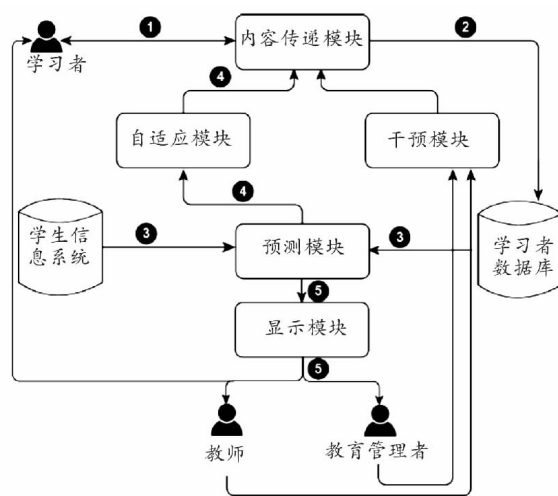 1
2
内容传递模块
学习者
4
自适应模块
干预模块
4
学生信
息系统
3
预测模块
3
学习者
数据库
5
显示模块
5
教师
教育管理者